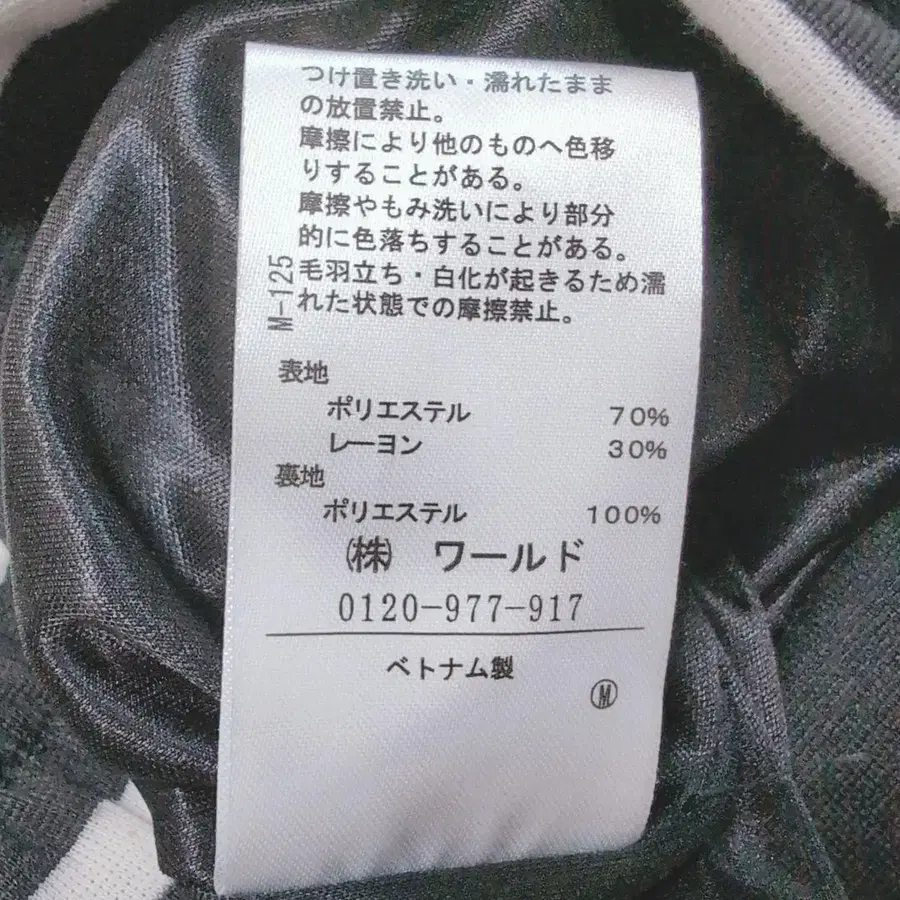 つけ置き洗い・濡れたまま
の放置禁止。
摩擦により他のものへ色移
りすることがある。
摩擦やもみ洗いにより部分
的に色落ちすることがある。
毛羽立ち・白化が起きるため濡
れた状態での摩擦禁止。
M-125
表地
ポリエステル 70%
レーヨン 30%
裏地
ポリエステル 100%
㈱ ワールド
0120-977-917
ベトナム製
Ⓜ